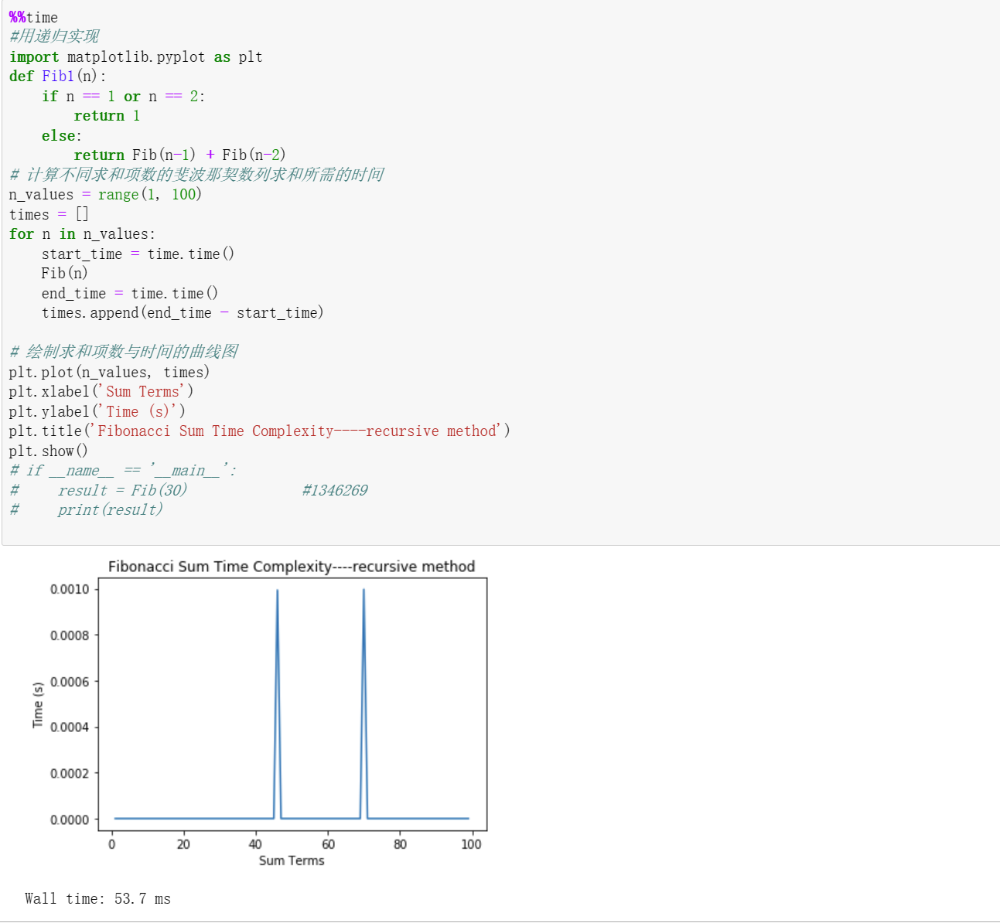 %%time
#用递归实现
import matplotlib.pyplot as plt
def Fib1(n):
    if n == 1 or n == 2:
        return 1
    else:
        return Fib(n-1) + Fib(n-2)
# 计算不同求和项数的斐波那契数列求和所需的时间
n_values = range(1, 100)
times = []
for n in n_values:
    start_time = time.time()
    Fib(n)
    end_time = time.time()
    times.append(end_time - start_time)
# 绘制求和项数与时间的曲线图
plt.plot(n_values, times)
plt.xlabel('Sum Terms')
plt.ylabel('Time (s)')
plt.title('Fibonacci Sum Time Complexity----recursive method')
plt.show()
# if __name__ == '__main__':
#     result = Fib(30)              #1346269
#     print(result)
Fibonacci Sum Time Complexity----recursive method
0.0010
0.0008
0.0006
0.0004
0.0002
0.0000
Time (s)
0 20 40 60 80 100
Sum Terms
Wall time: 53.7 ms